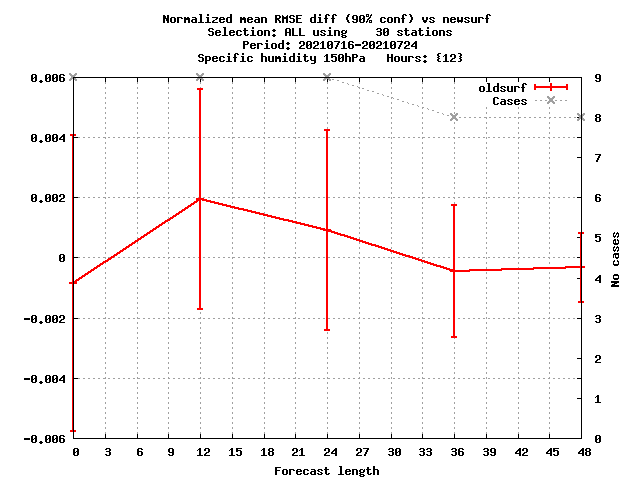 Normalized mean RMSE diff (90% conf) vs newsurf
Selection: ALL using    30 stations
Period: 20210716-20210724
Specific humidity 150hPa   Hours: {12}
oldsurf
Cases
0.006
0.004
0.002
0
-0.002
-0.004
-0.006
9
8
7
6
5
4
3
2
1
0
No cases
0 3 6 9 12 15 18 21 24 27 30 33 36 39 42 45 48
Forecast length